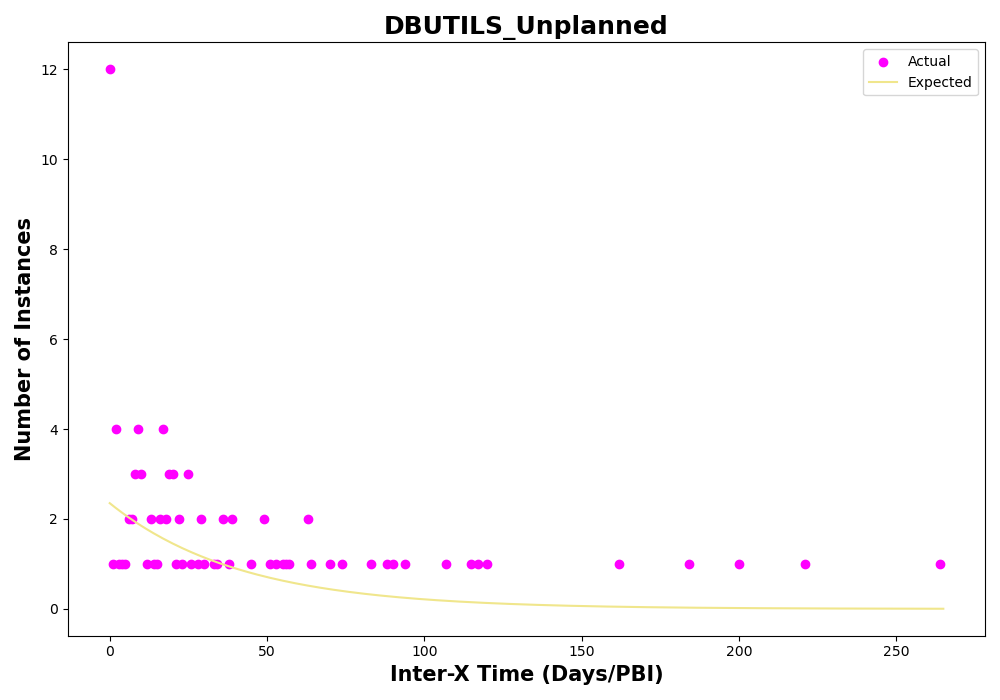 DBUTILS_Unplanned
Actual
Expected
Number of Instances
12
10
8
6
4
2
0
0 50 100 150 200 250
Inter-X Time (Days/PBI)